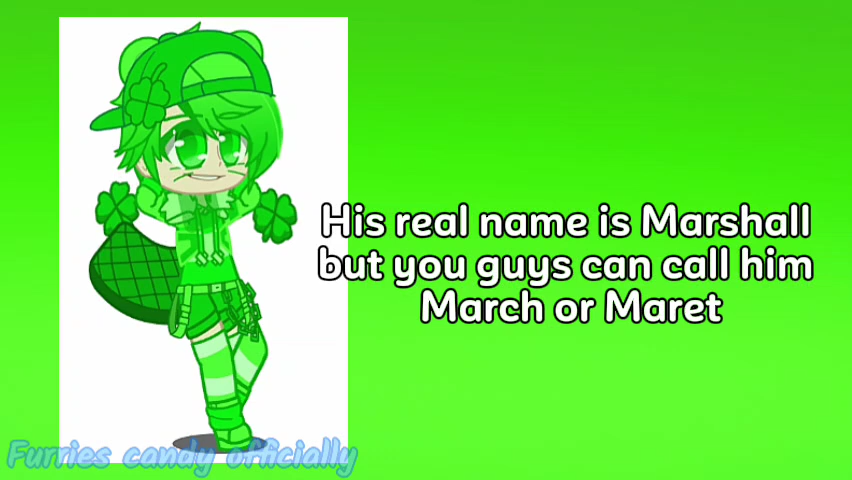 His real name is Marshall
but you guys can call him
March or Maret
Furries candy officially